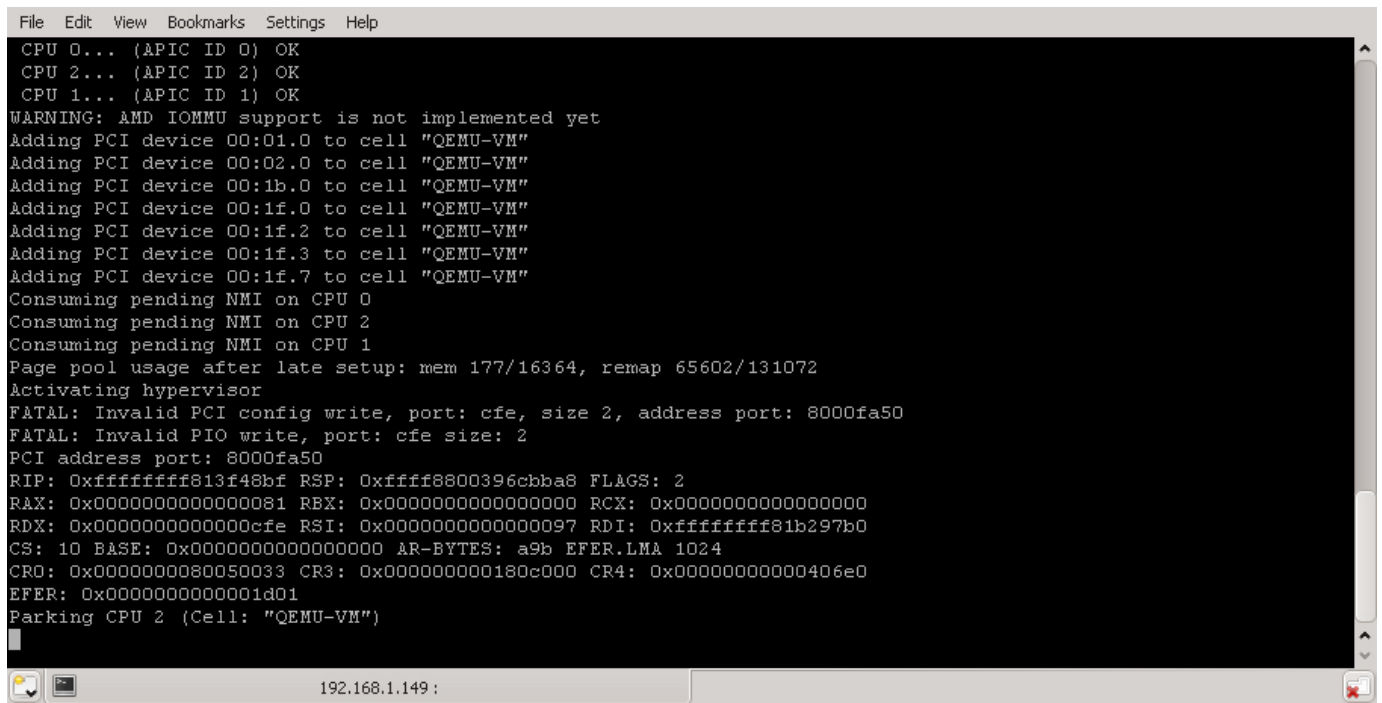 File Edit View Bookmarks Settings Help
CPU 0... (APIC ID 0) OK
CPU 2... (APIC ID 2) OK
CPU 1... (APIC ID 1) OK
WARNING: AMD IOMMU support is not implemented yet
Adding PCI device 00:01.0 to cell "QEMU-VM"
Adding PCI device 00:02.0 to cell "QEMU-VM"
Adding PCI device 00:1b.0 to cell "QEMU-VM"
Adding PCI device 00:1f.0 to cell "QEMU-VM"
Adding PCI device 00:1f.2 to cell "QEMU-VM"
Adding PCI device 00:1f.3 to cell "QEMU-VM"
Adding PCI device 00:1f.7 to cell "QEMU-VM"
Consuming pending NMI on CPU 0
Consuming pending NMI on CPU 2
Consuming pending NMI on CPU 1
Page pool usage after late setup: mem 177/16364, remap 65602/131072
Activating hypervisor
FATAL: Invalid PCI config write, port: cfe, size 2, address port: 8000fa50
FATAL: Invalid PIO write, port: cfe size: 2
PCI address port: 8000fa50
RIP: 0xffffffff813f48bf RSP: 0xffff8800396cbba8 FLAGS: 2
RAX: 0x0000000000000081 RBX: 0x0000000000000000 RCX: 0x0000000000000000
RDX: 0x0000000000000cfe RSI: 0x0000000000000097 RDI: 0xffffffff81b297b0
CS: 10 BASE: 0x0000000000000000 AR-BYTES: a9b EFER.LMA 1024
CR0: 0x0000000080050033 CR3: 0x000000000180c000 CR4: 0x00000000000406e0
EFER: 0x0000000000001d01
Parking CPU 2 (Cell: "QEMU-VM")
192.168.1.149 :